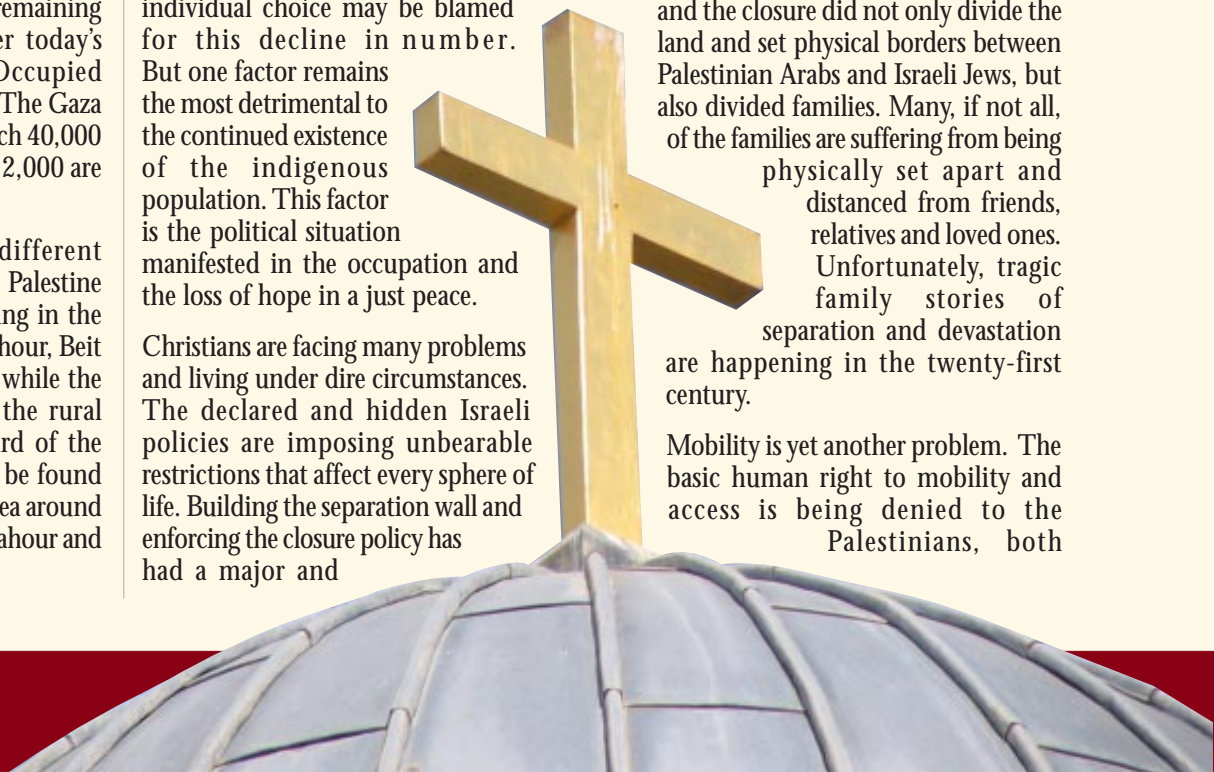 remaining
er today's
Occupied
The Gaza
ch 40,000
2,000 are
different
Palestine
ng in the
hour, Beit
while the
the rural
rd of the
be found
ea around
ahour and
individual choice may be blamed
for this decline in number.
But one factor remains
the most detrimental to
the continued existence
of the indigenous
population. This factor
is the political situation
manifested in the occupation and
the loss of hope in a just peace.
Christians are facing many problems
and living under dire circumstances.
The declared and hidden Israeli
policies are imposing unbearable
restrictions that affect every sphere of
life. Building the separation wall and
enforcing the closure policy has
had a major and
and the closure did not only divide the
land and set physical borders between
Palestinian Arabs and Israeli Jews, but
also divided families. Many, if not all,
of the families are suffering from being
physically set apart and
distanced from friends,
relatives and loved ones.
Unfortunately, tragic
family stories of
separation and devastation
are happening in the twenty-first
century.
Mobility is yet another problem. The
basic human right to mobility and
access is being denied to the
Palestinians, both